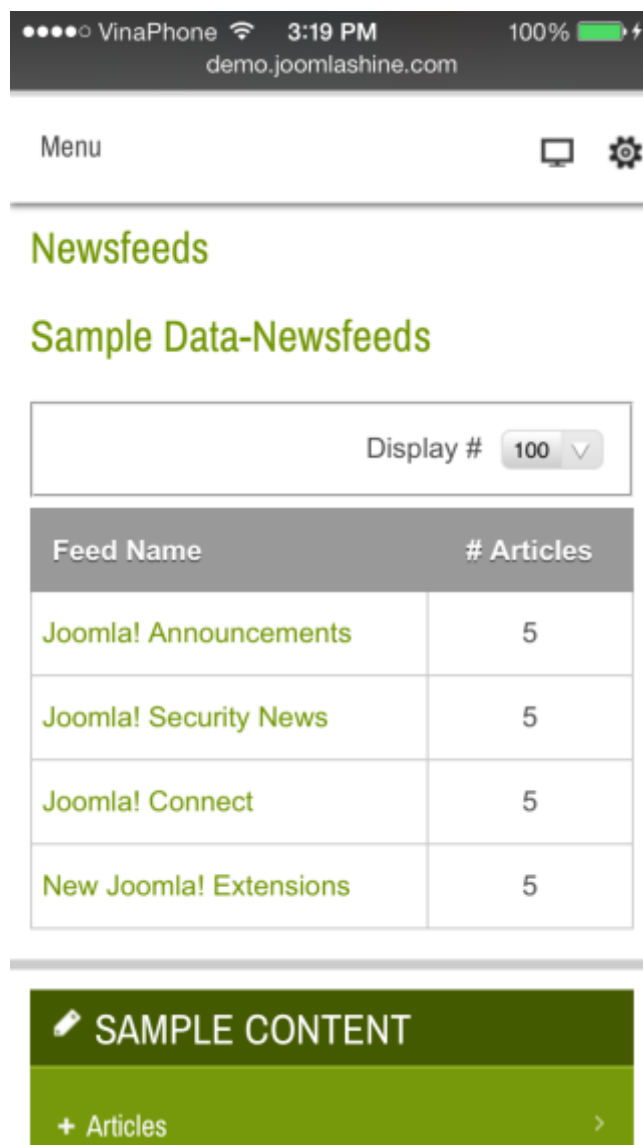 VinaPhone 3:19 PM 100%
demo.joomlashine.com
Menu
Newsfeeds
Sample Data-Newsfeeds
Display # 100
Feed Name # Articles
Joomla! Announcements 5
Joomla! Security News 5
Joomla! Connect 5
New Joomla! Extensions 5
SAMPLE CONTENT
+ Articles >